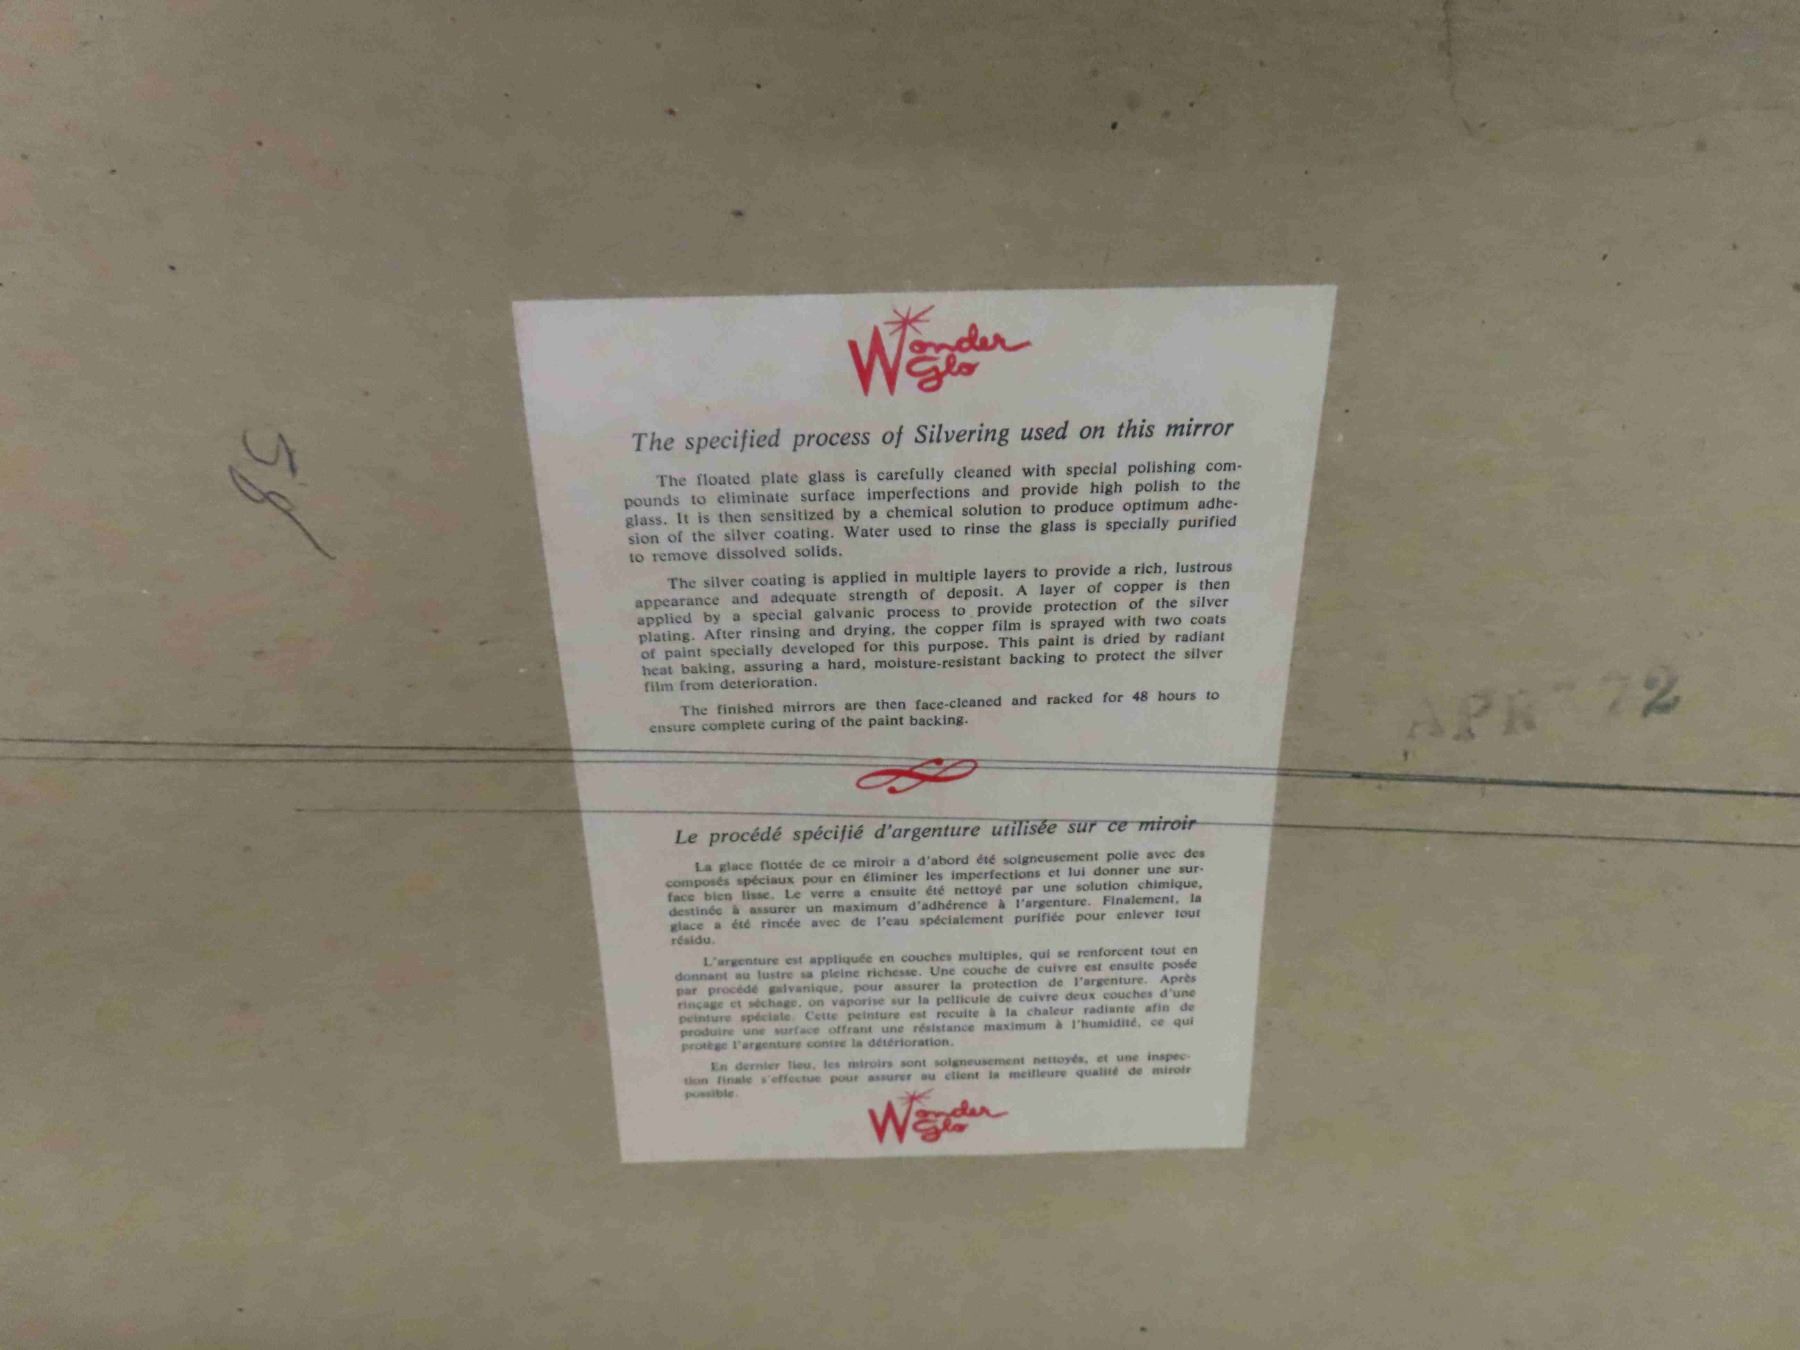 Wonder
Glo
The specified process of Silvering used on this mirror
The floated plate glass is carefully cleaned with special polishing com-
pounds to eliminate surface imperfections and provide high polish to the
glass. It is then sensitized by a chemical solution to produce optimum adhe-
sion of the silver coating. Water used to rinse the glass is specially purified
to remove dissolved solids.
The silver coating is applied in multiple layers to provide a rich, lustrous
appearance and adequate strength of deposit. A layer of copper is then
applied by a special galvanic process to provide protection of the silver
plating. After rinsing and drying, the copper film is sprayed with two coats
of paint specially developed for this purpose. This paint is dried by radiant
heat baking, assuring a hard, moisture-resistant backing to protect the silver
film from deterioration.
The finished mirrors are then face-cleaned and racked for 48 hours to
ensure complete curing of the paint backing.
APR - 72
Le procédé spécifié d'argenture utilisée sur ce miroir
La glace flottée de ce miroir a d'abord été soigneusement polie avec des
composés spéciaux pour en éliminer les imperfections et lui donner une sur-
face bien lisse. Le verre a ensuite été nettoyé par une solution chimique,
destinée à assurer un maximum d'adhérence à l'argenture. Finalement, la
glace a été rincée avec de l'eau spécialement purifiée pour enlever tout
résidu.
L'argenture est appliquée en couches multiples, qui se renforcent tout en
donnant au lustre sa pleine richesse. Une couche de cuivre est ensuite posée
par procédé galvanique, pour assurer la protection de l'argenture. Après
rinçage et séchage, on vaporise sur la pellicule de cuivre deux couches d'une
peinture spéciale. Cette peinture est recuite à la chaleur radiante afin de
produire une surface offrant une résistance maximum à l'humidité, ce qui
protège l'argenture contre la détérioration.
En dernier lieu, les miroirs sont soigneusement nettoyés, et une inspec-
tion finale s'effectue pour assurer au client la meilleure qualité de miroir
possible.
Wonder
Glo